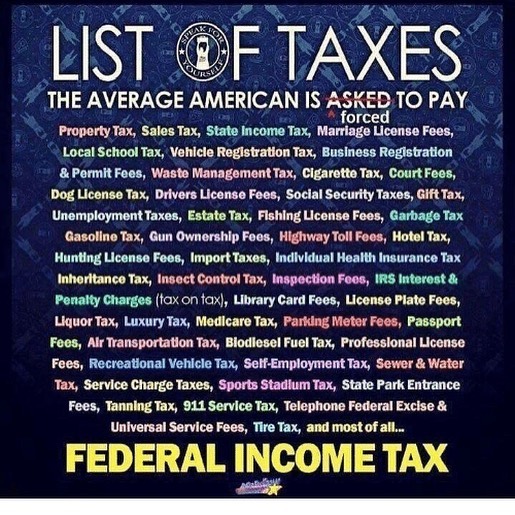 LIST OF TAXES
SPEAK FOR YOURSELF
THE AVERAGE AMERICAN IS ASKED TO PAY
^ forced
Property Tax, Sales Tax, State Income Tax, Marriage License Fees,
Local School Tax, Vehicle Registration Tax, Business Registration
& Permit Fees, Waste Management Tax, Cigarette Tax, Court Fees,
Dog License Tax, Drivers License Fees, Social Security Taxes, Gift Tax,
Unemployment Taxes, Estate Tax, Fishing License Fees, Garbage Tax
Gasoline Tax, Gun Ownership Fees, Highway Toll Fees, Hotel Tax,
Hunting License Fees, Import Taxes, Individual Health Insurance Tax
Inheritance Tax, Insect Control Tax, Inspection Fees, IRS Interest &
Penalty Charges (tax on tax), Library Card Fees, License Plate Fees,
Liquor Tax, Luxury Tax, Medicare Tax, Parking Meter Fees, Passport
Fees, Air Transportation Tax, Biodiesel Fuel Tax, Professional License
Fees, Recreational Vehicle Tax, Self-Employment Tax, Sewer & Water
Tax, Service Charge Taxes, Sports Stadium Tax, State Park Entrance
Fees, Tanning Tax, 911 Service Tax, Telephone Federal Excise &
Universal Service Fees, Tire Tax, and most of all...
FEDERAL INCOME TAX